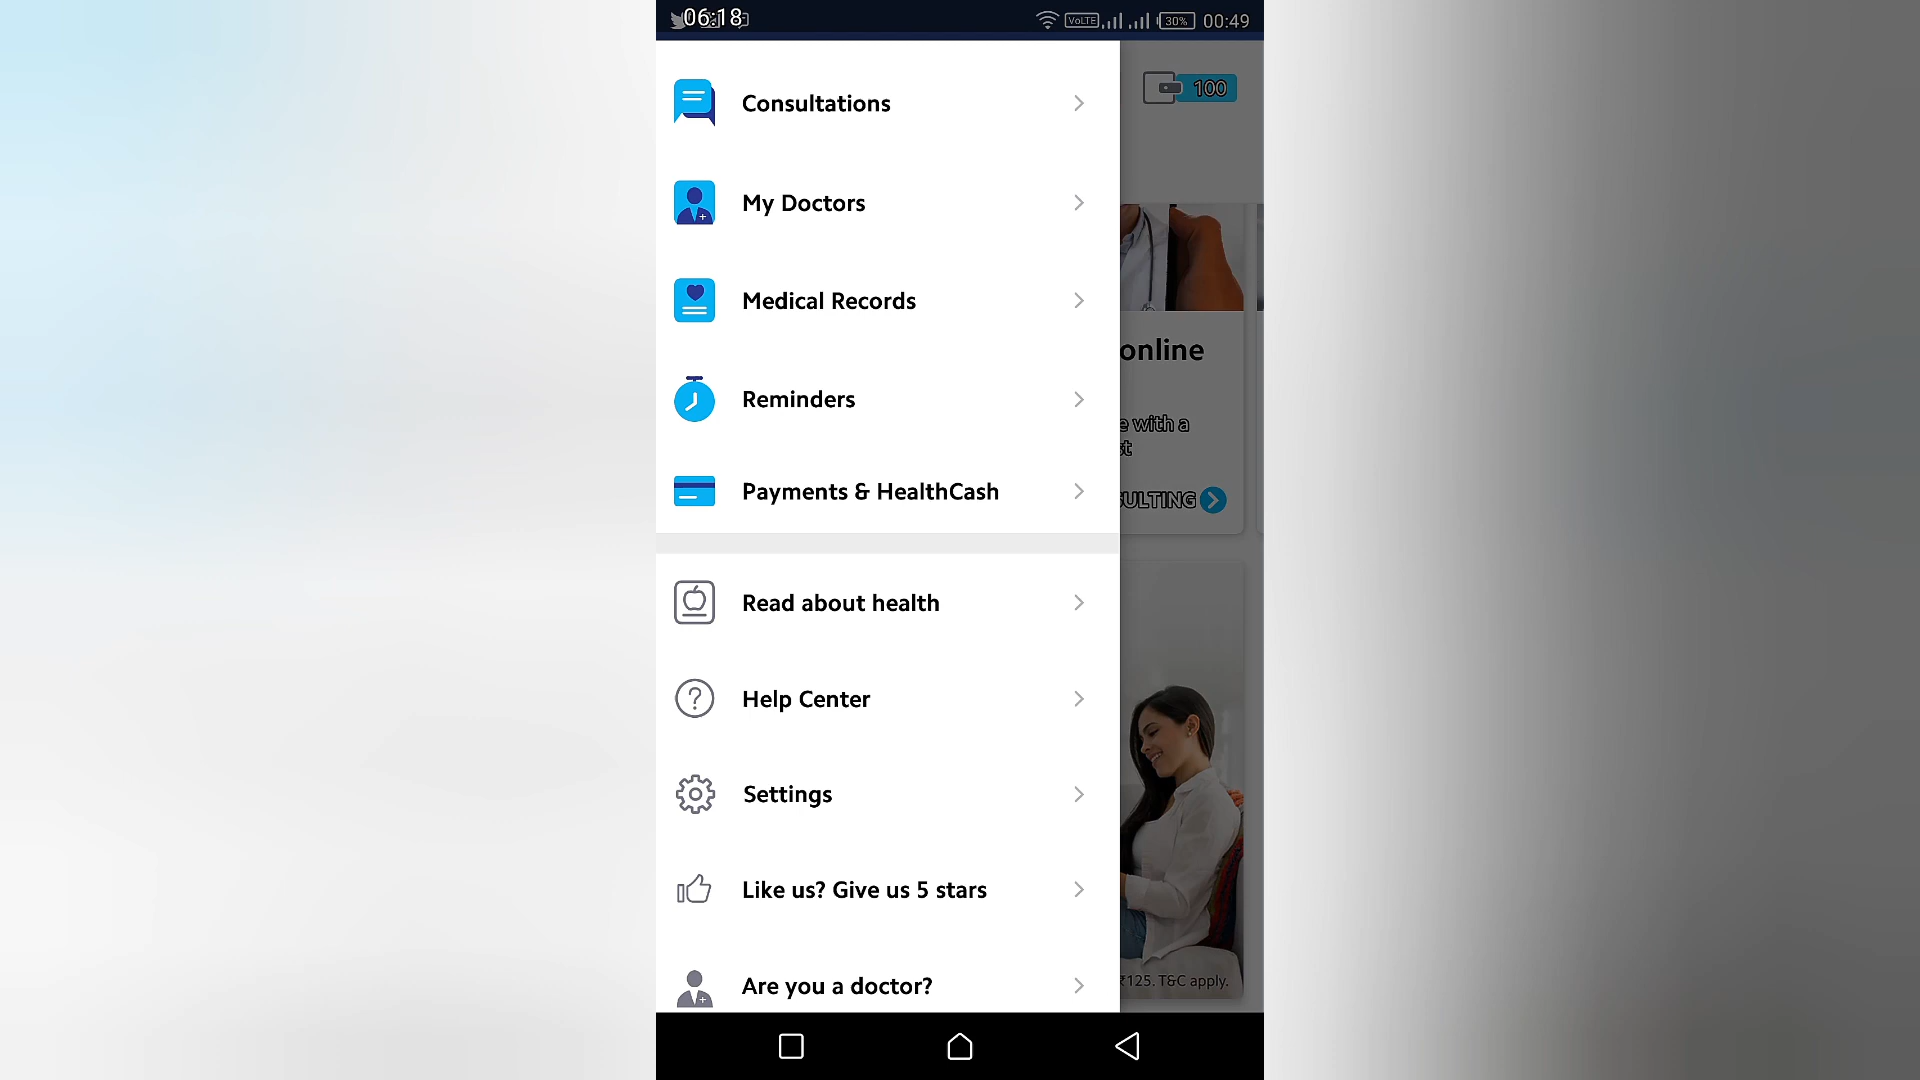 06:18
VoLTE 30% 00:49
100
Consultations
My Doctors
Medical Records
Reminders
Payments & HealthCash
Read about health
Help Center
Settings
Like us? Give us 5 stars
Are you a doctor?
online
with a
₹125. T&C apply.